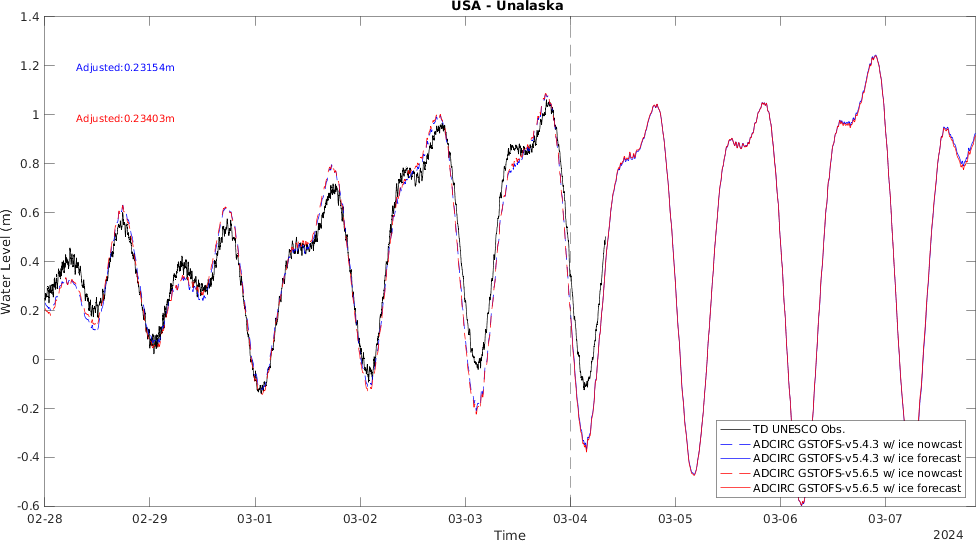 USA - Unalaska
1.4
1.2
1
0.8
0.6
0.4
0.2
0
-0.2
-0.4
-0.6
Water Level (m)
Adjusted:0.23154m
Adjusted:0.23403m
TD UNESCO Obs.
ADCIRC GSTOFS-v5.4.3 w/ ice nowcast
ADCIRC GSTOFS-v5.4.3 w/ ice forecast
ADCIRC GSTOFS-v5.6.5 w/ ice nowcast
ADCIRC GSTOFS-v5.6.5 w/ ice forecast
02-28 02-29 03-01 03-02 03-03 03-04 03-05 03-06 03-07
Time
2024